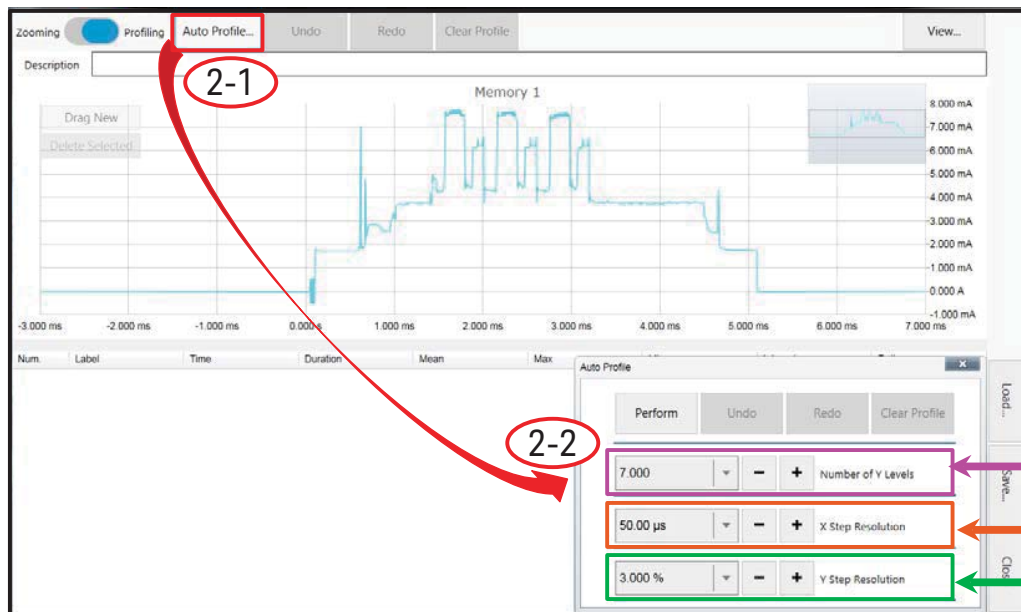 Zooming Profiling Auto Profile... Undo Redo Clear Profile View...
Description
2-1
Memory 1
Drag New
Delete Selected
8.000 mA
7.000 mA
6.000 mA
5.000 mA
4.000 mA
3.000 mA
2.000 mA
1.000 mA
0.000 A
-1.000 mA
-3.000 ms -2.000 ms -1.000 ms 0.000 s 1.000 ms 2.000 ms 3.000 ms 4.000 ms 5.000 ms 6.000 ms 7.000 ms
Num. Label Time Duration Mean Max
Auto Profile
Load...
Perform Undo Redo Clear Profile
2-2
7.000 Number of Y Levels
Save...
50.00 µs X Step Resolution
3.000 % Y Step Resolution